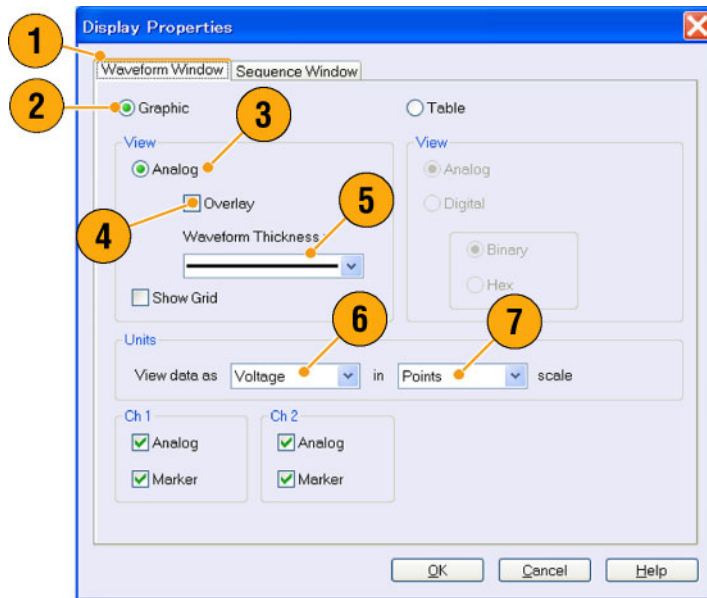 Display Properties
1
Waveform Window Sequence Window
2
Graphic
3
Table
View
View
Analog
Analog
4
Overlay
5
Digital
Waveform Thickness :
Binary
Show Grid
Hex
6
7
Units
View data as Voltage in Points scale
Ch 1
Ch 2
Analog
Analog
Marker
Marker
OK Cancel Help